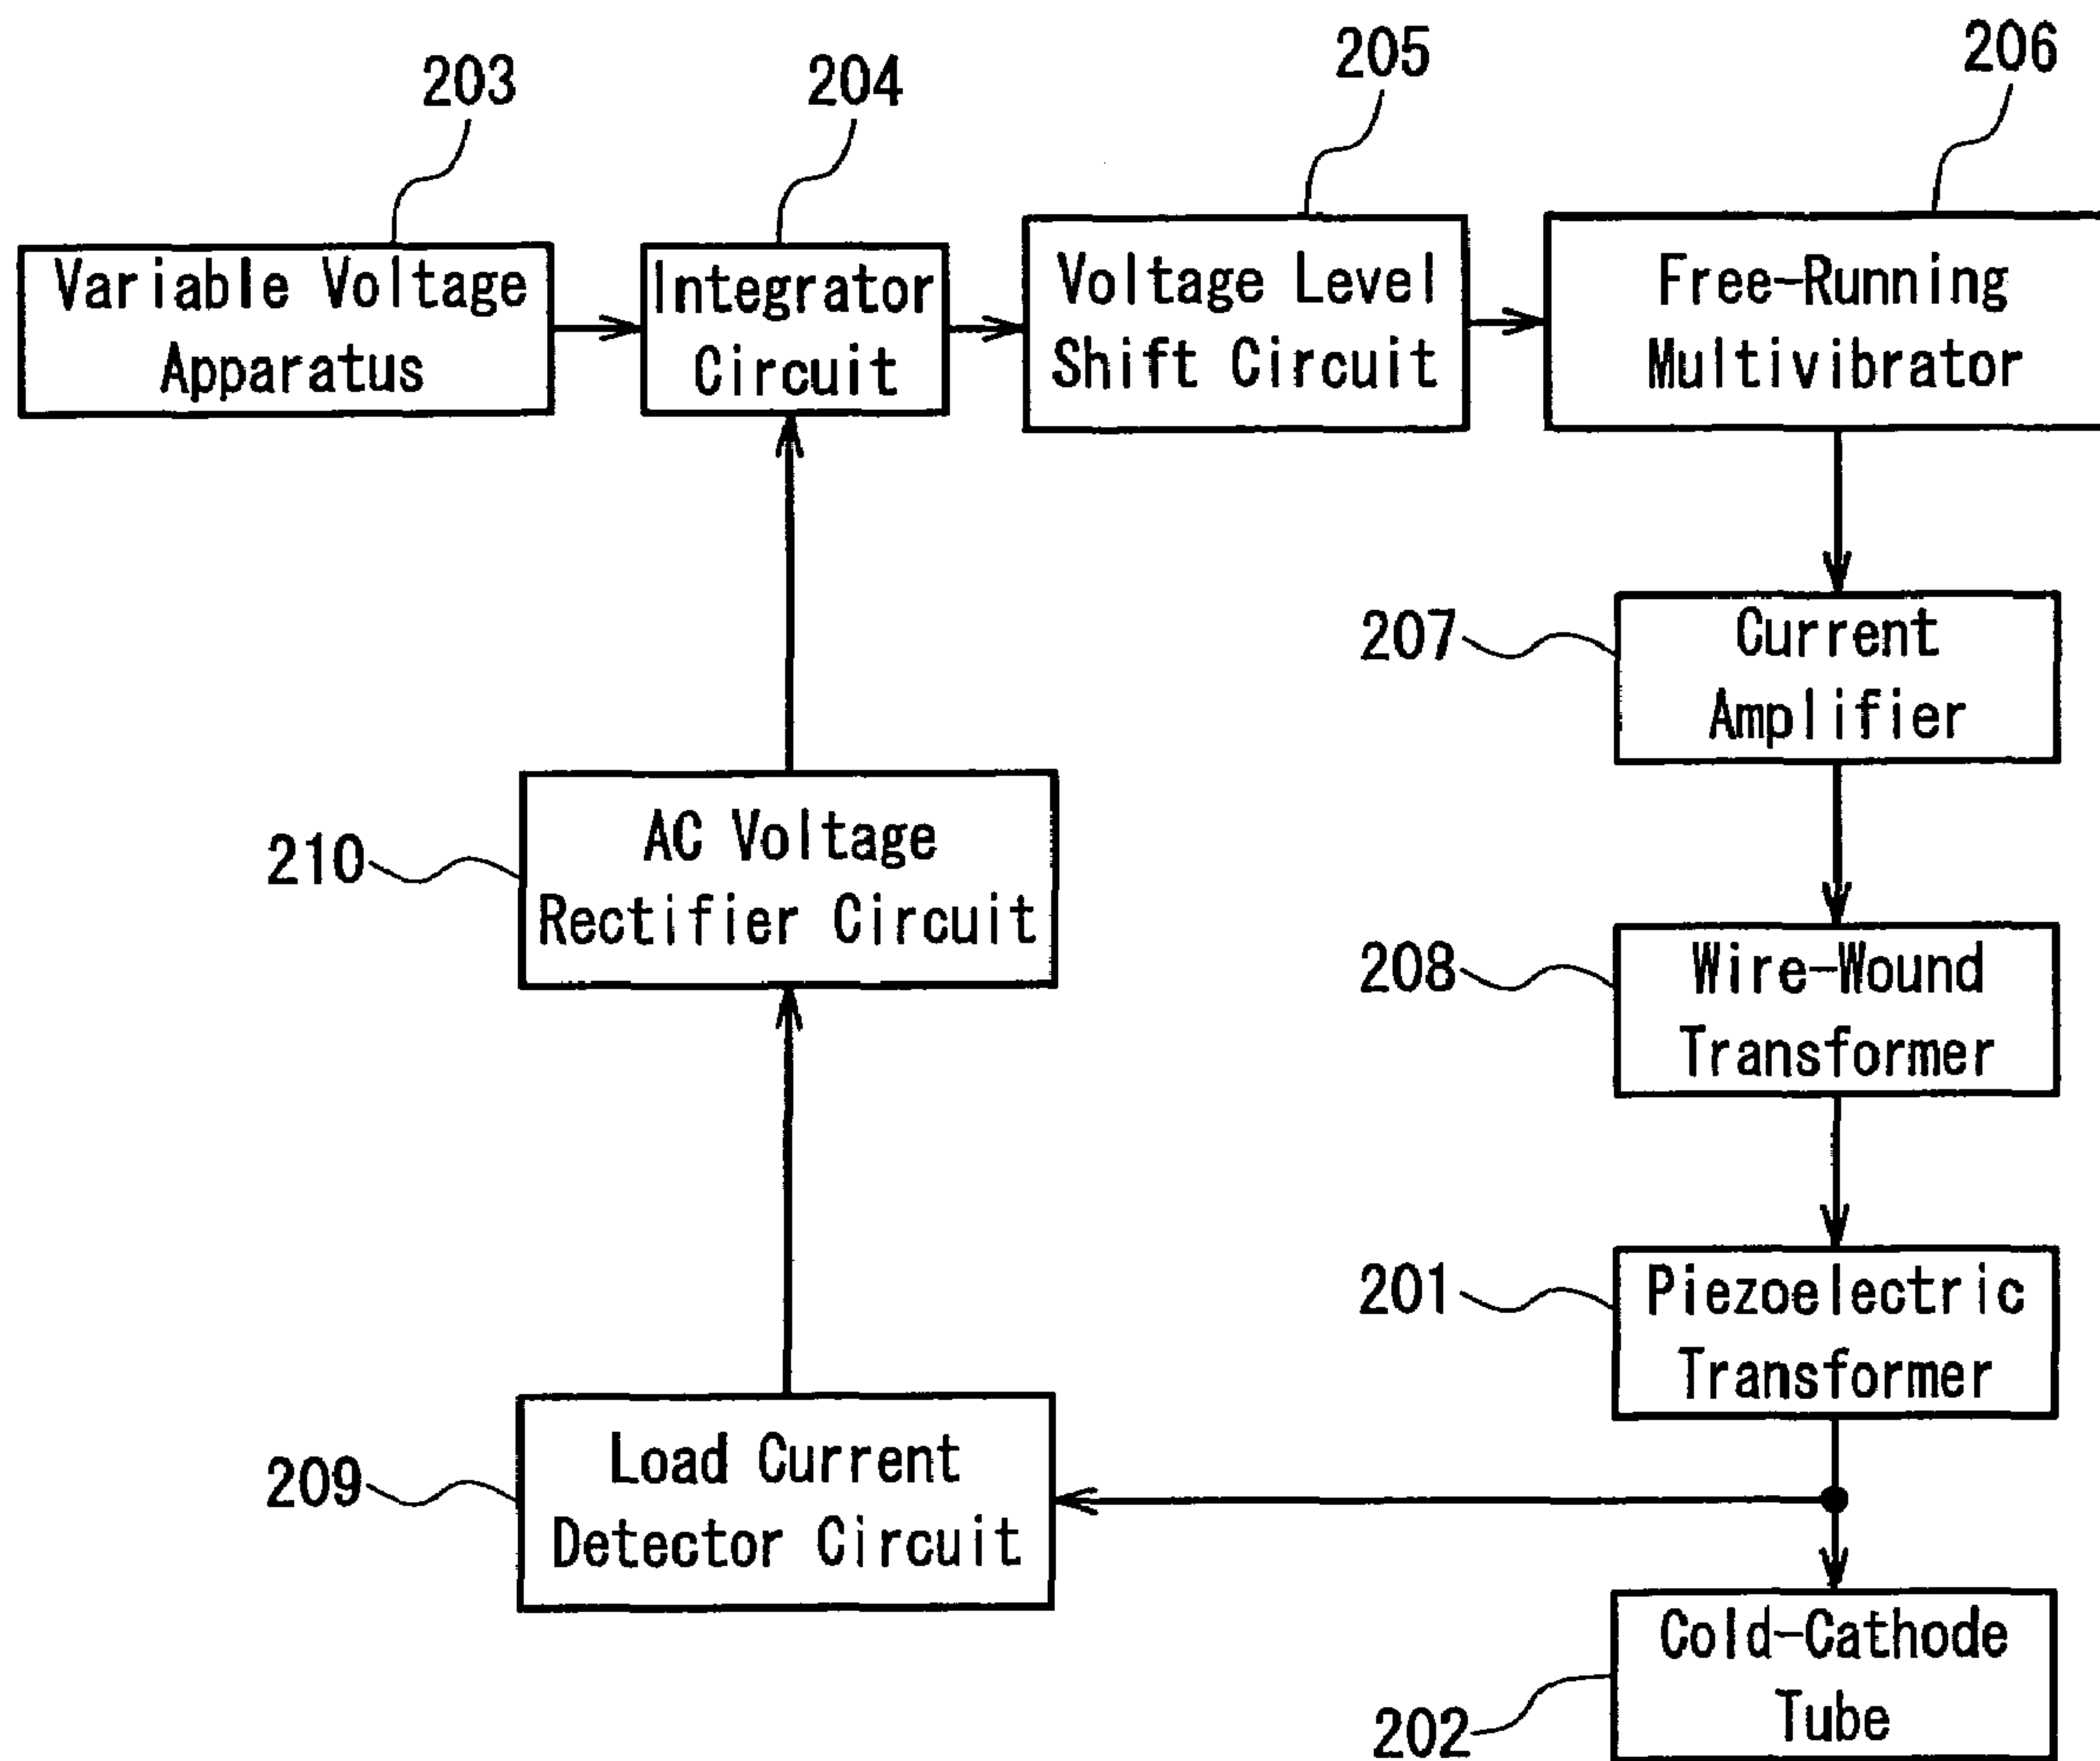 203
204
205
206
Variable Voltage
Apparatus
Integrator
Circuit
Voltage Level
Shift Circuit
Free-Running
Multivibrator
207
Current
Amplifier
210
AC Voltage
Rectifier Circuit
208
Wire-Wound
Transformer
201
Piezoelectric
Transformer
209
Load Current
Detector Circuit
202
Cold-Cathode
Tube